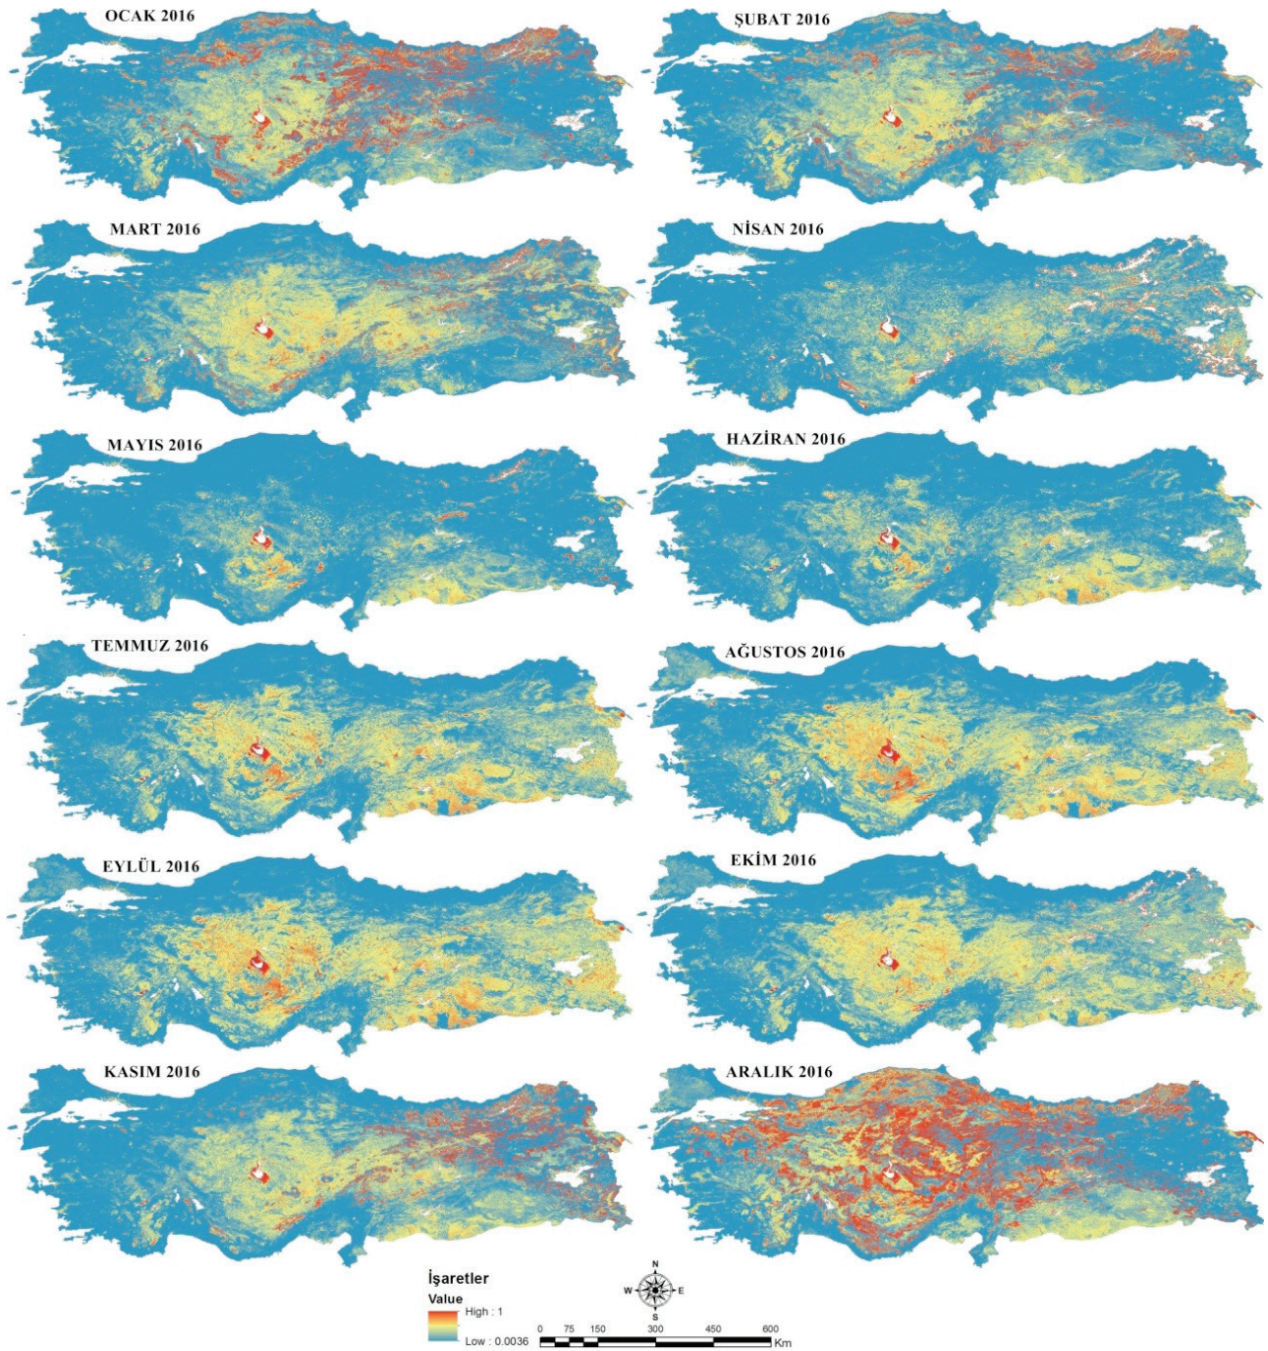 OCAK 2016
ŞUBAT 2016
MART 2016
NİSAN 2016
MAYIS 2016
HAZİRAN 2016
TEMMUZ 2016
AĞUSTOS 2016
EYLÜL 2016
EKİM 2016
KASIM 2016
ARALIK 2016
İşaretler
Value
High : 1
Low : 0.0036
N
W E
S
0 75 150 300 450 600
Km